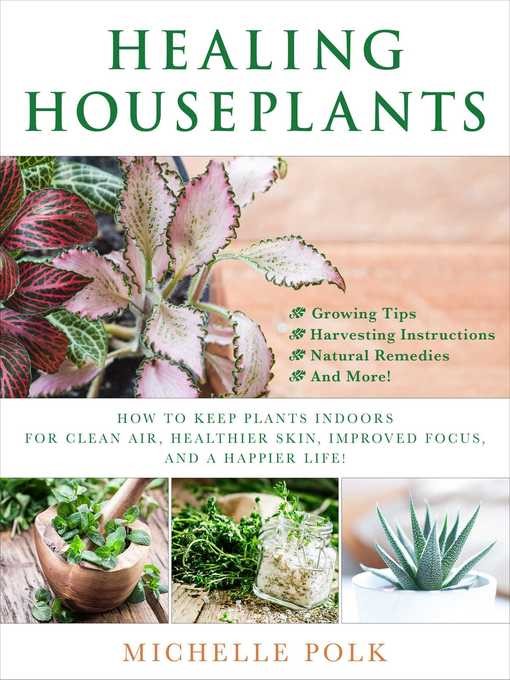 HEALING
HOUSEPLANTS
Growing Tips
Harvesting Instructions
Natural Remedies
And More!
HOW TO KEEP PLANTS INDOORS
FOR CLEAN AIR, HEALTHIER SKIN, IMPROVED FOCUS,
AND A HAPPIER LIFE!
MICHELLE POLK